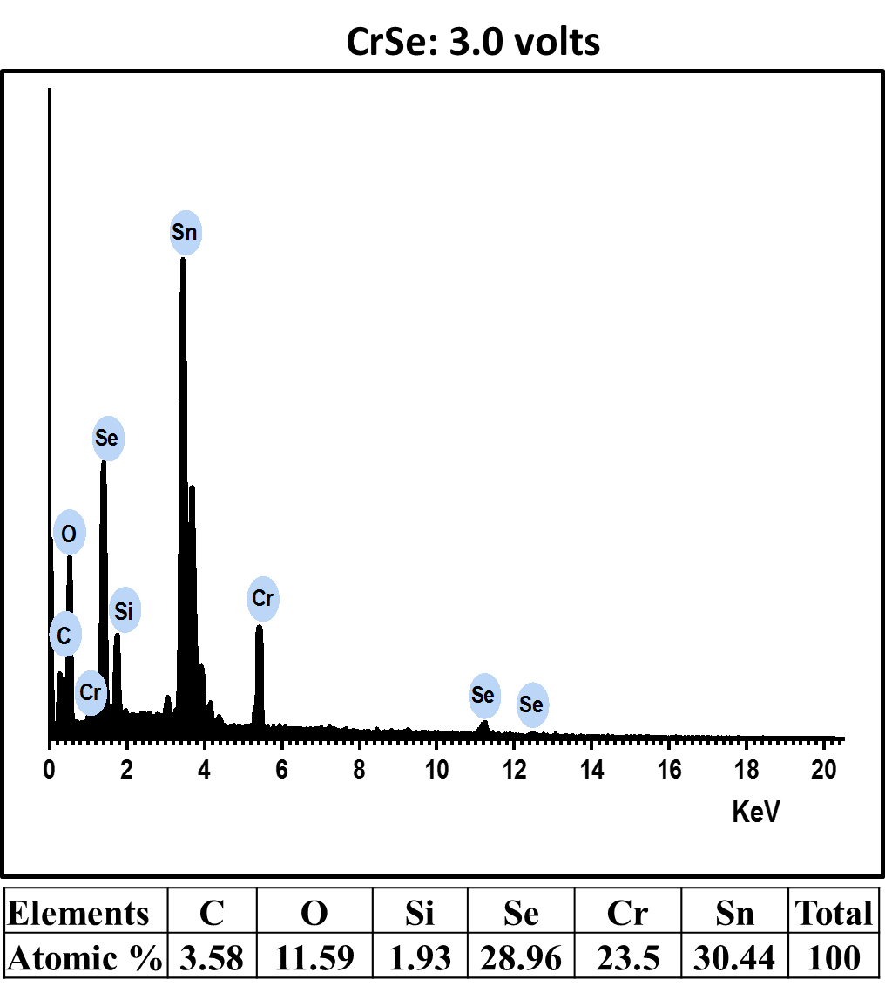 CrSe: 3.0 volts
Sn
Se
O
Si
Cr
C
Cr
Se
Se
0 2 4 6 8 10 12 14 16 18 20
KeV
Elements C O Si Se Cr Sn Total
Atomic % 3.58 11.59 1.93 28.96 23.5 30.44 100